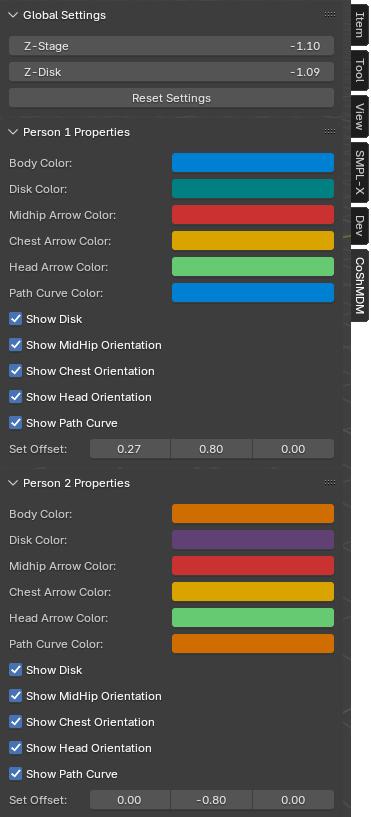 Global Settings
Z-Stage -1.10
Z-Disk -1.09
Reset Settings
Person 1 Properties
Body Color:
Disk Color:
Midhip Arrow Color:
Chest Arrow Color:
Head Arrow Color:
Path Curve Color:
Show Disk
Show MidHip Orientation
Show Chest Orientation
Show Head Orientation
Show Path Curve
Set Offset: 0.27 0.80 0.00
Person 2 Properties
Body Color:
Disk Color:
Midhip Arrow Color:
Chest Arrow Color:
Head Arrow Color:
Path Curve Color:
Show Disk
Show MidHip Orientation
Show Chest Orientation
Show Head Orientation
Show Path Curve
Set Offset: 0.00 -0.80 0.00
Item
Tool
View
SMPL-X
Dev
CoShMDM